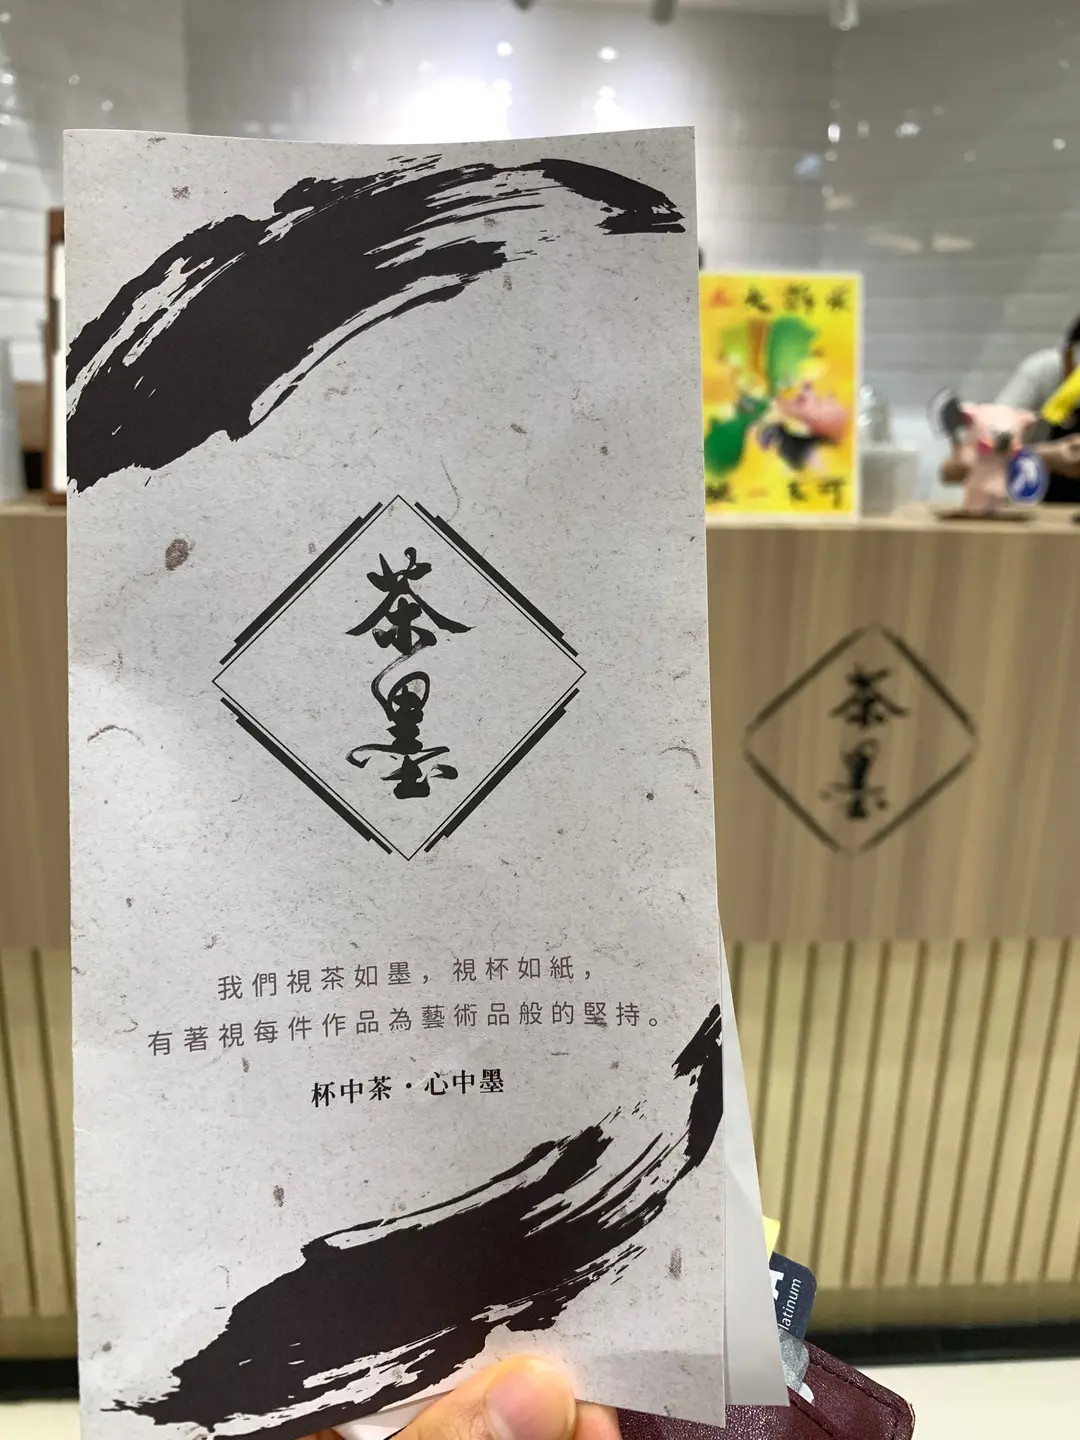 茶
墨
我們視茶如墨，視杯如紙，
有著視每件作品為藝術品般的堅持。
杯中茶・心中墨
茶
墨
latinum